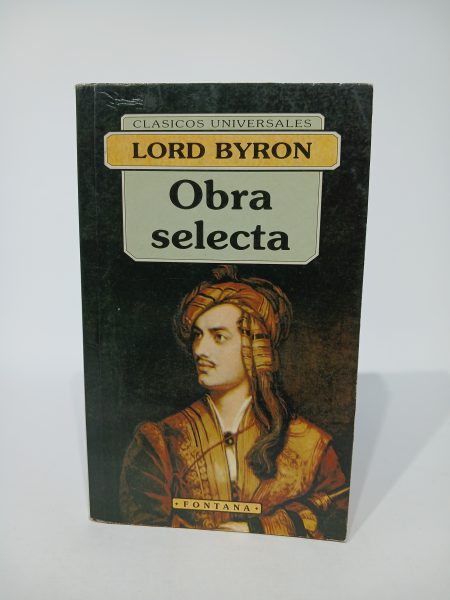 CLASICOS UNIVERSALES
LORD BYRON
Obra
selecta
• FONTANA •